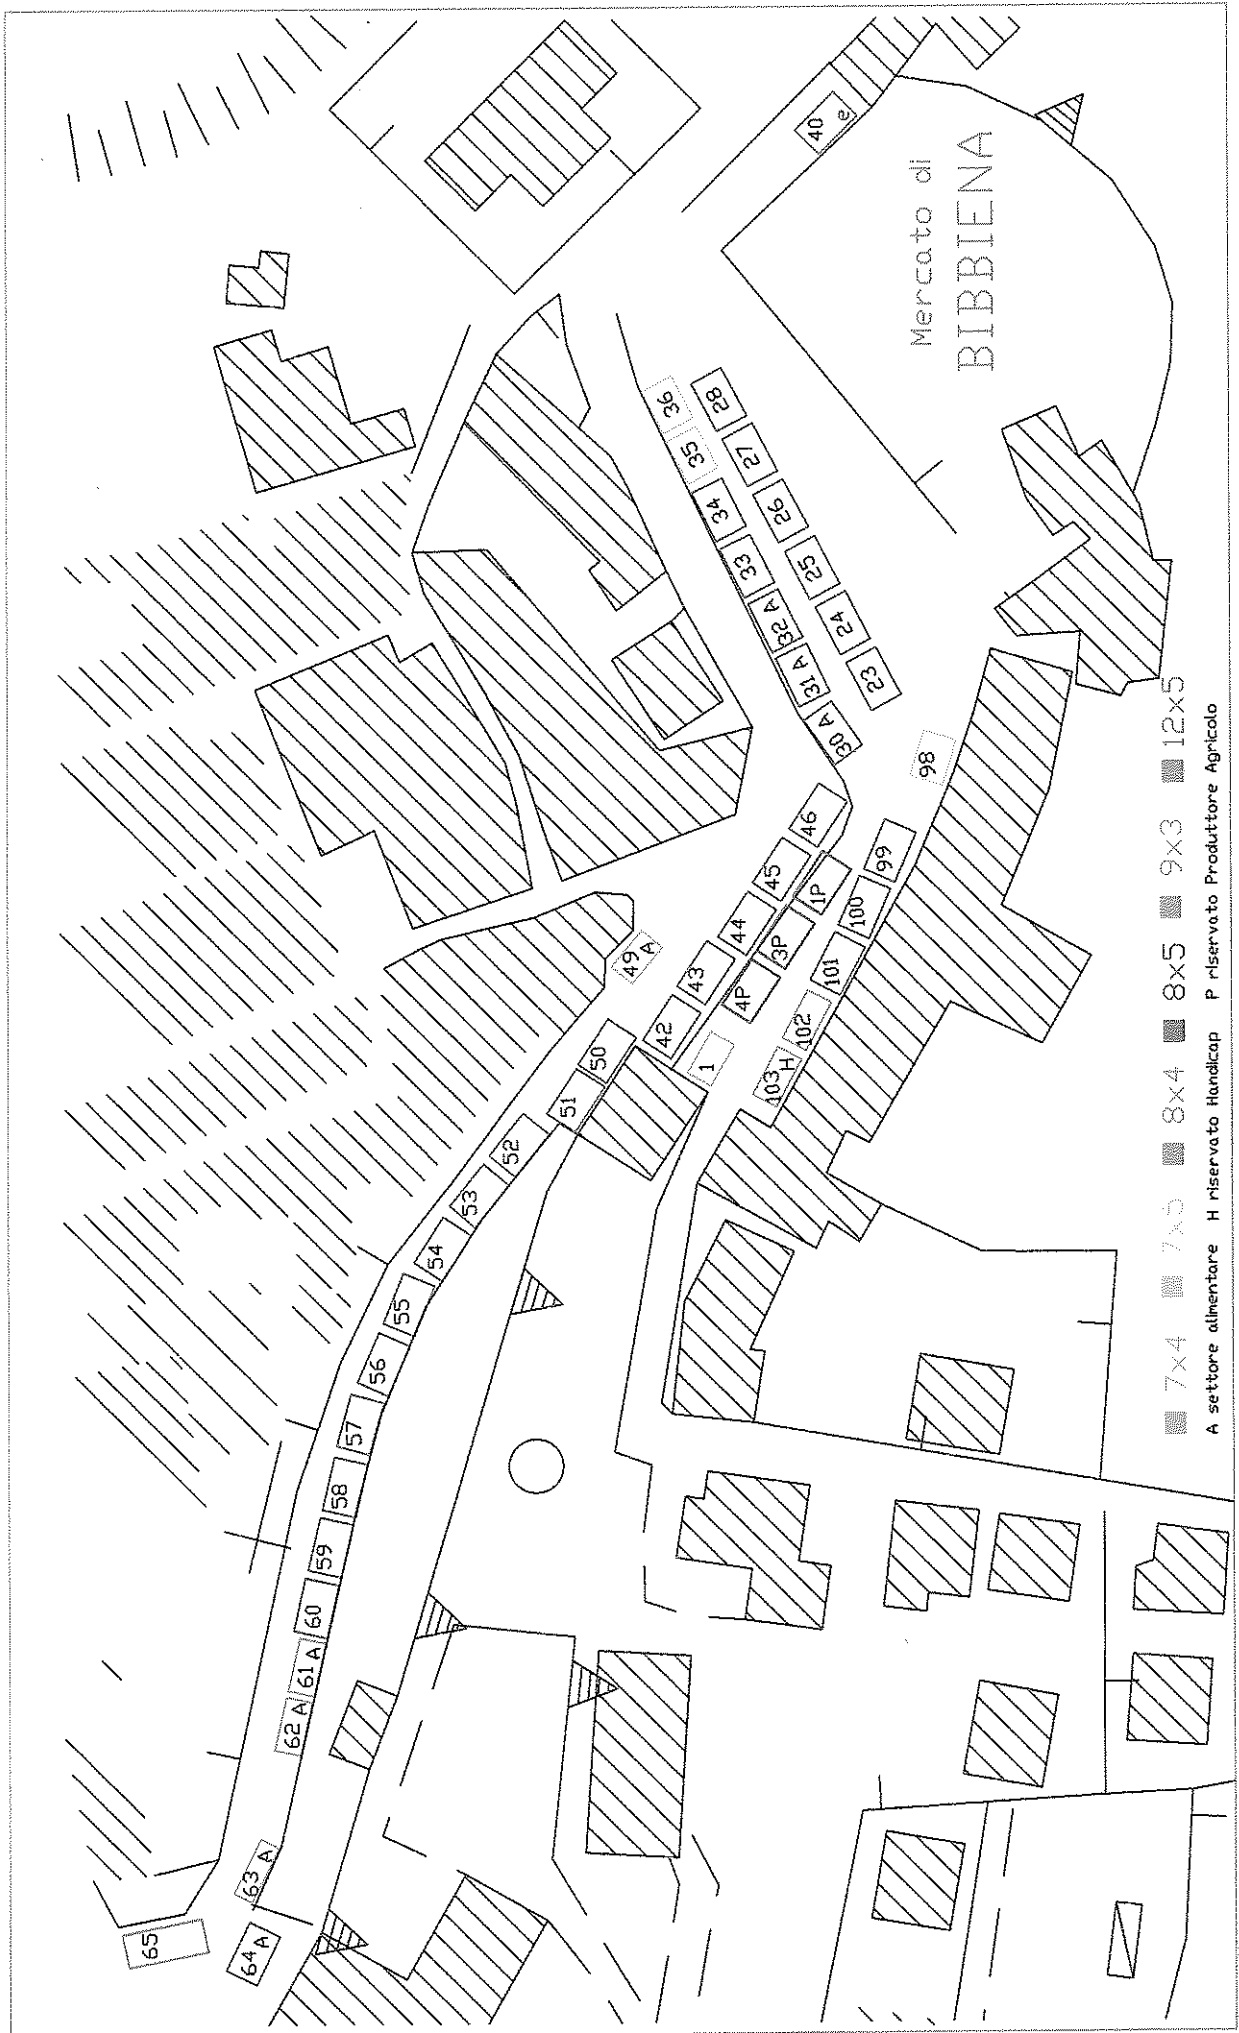 Mercato di
BIBBIENA
40
e
36
35
34
33
32 A
31 A
30 A
28
27
26
25
24
23
98
99
100
101
102
103
H
46
45
44
43
42
1P
3P
4P
1
49
A
50
51
52
53
54
55
56
57
58
59
60
61 A
62 A
63 A
64 A
65
7x4 7x5 8x4 8x5 9x3 12x5
A settore alimentare H riservato Handicap P riservato Produttore Agricolo